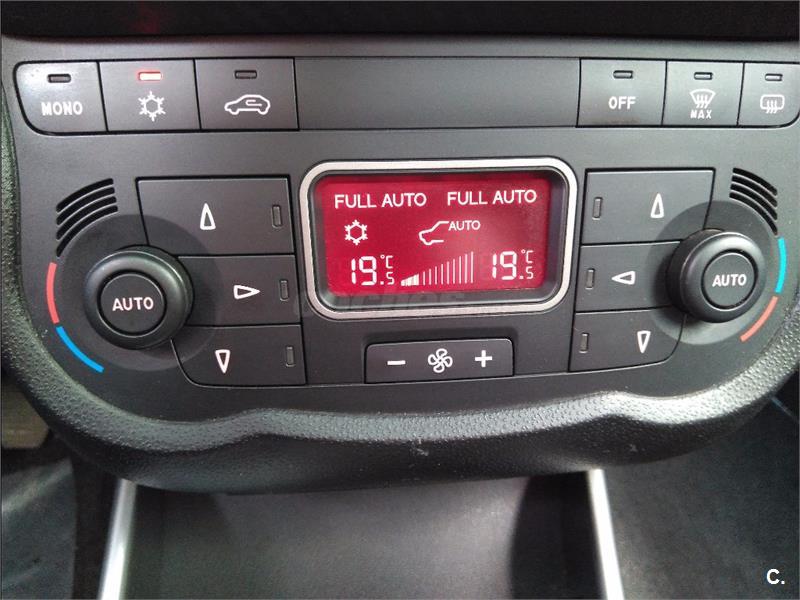 MONO
OFF
MAX
FULL AUTO FULL AUTO
AUTO
19.5 °C 19.5 °C
AUTO
AUTO
− +
C.